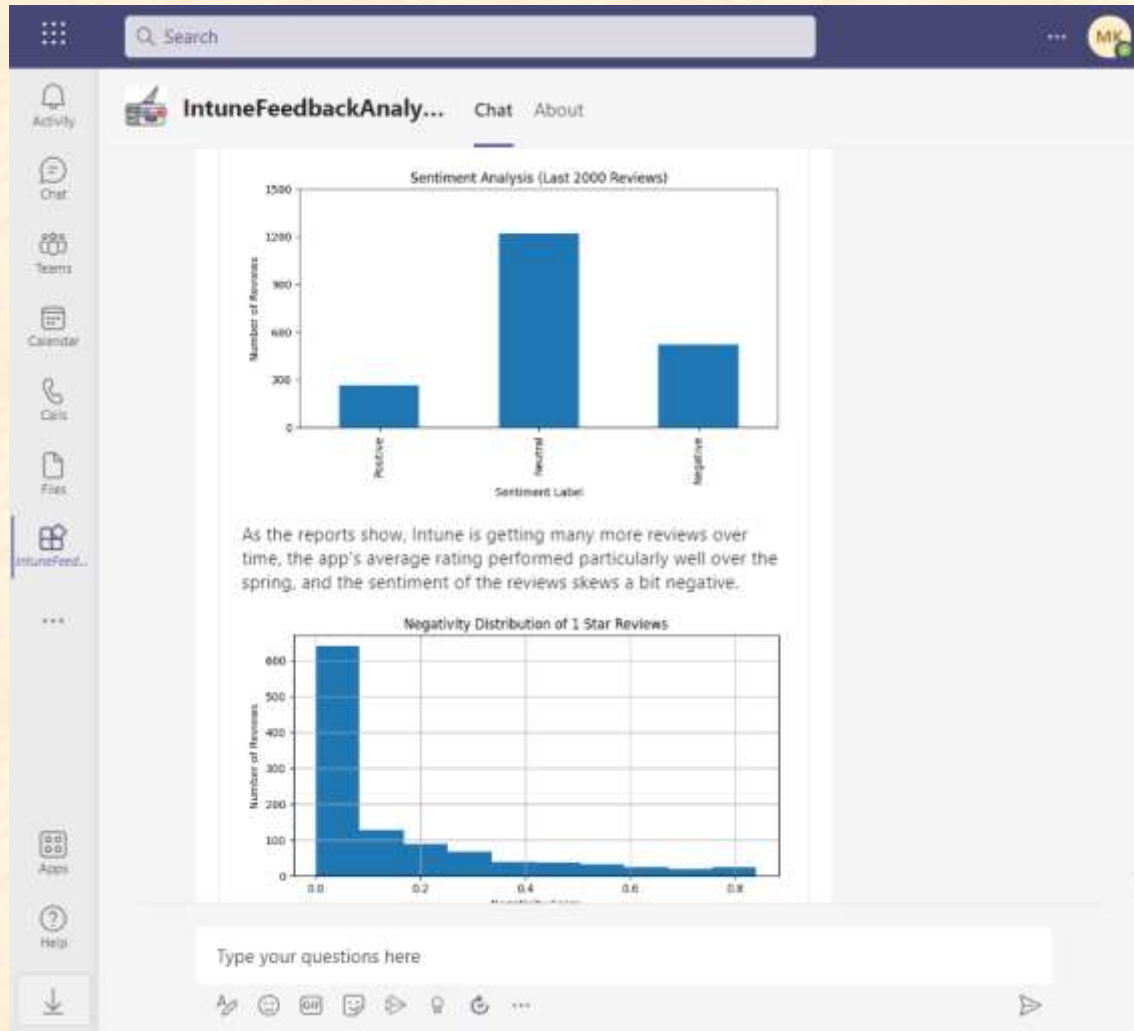 Search
MK
IntuneFeedbackAnaly...
Chat
About
Activity
Chat
Teams
Calendar
Calls
Files
IntuneFeed...
Apps
Help
Sentiment Analysis (Last 2000 Reviews)
Number of Reviews
1500
1200
900
600
300
0
Positive
Neutral
Negative
Sentiment Label
As the reports show, Intune is getting many more reviews over
time, the app's average rating performed particularly well over the
spring, and the sentiment of the reviews skews a bit negative.
Negativity Distribution of 1 Star Reviews
Number of Reviews
600
500
400
300
200
100
0
0.0
0.2
0.4
0.6
0.8
Type your questions here
GIF